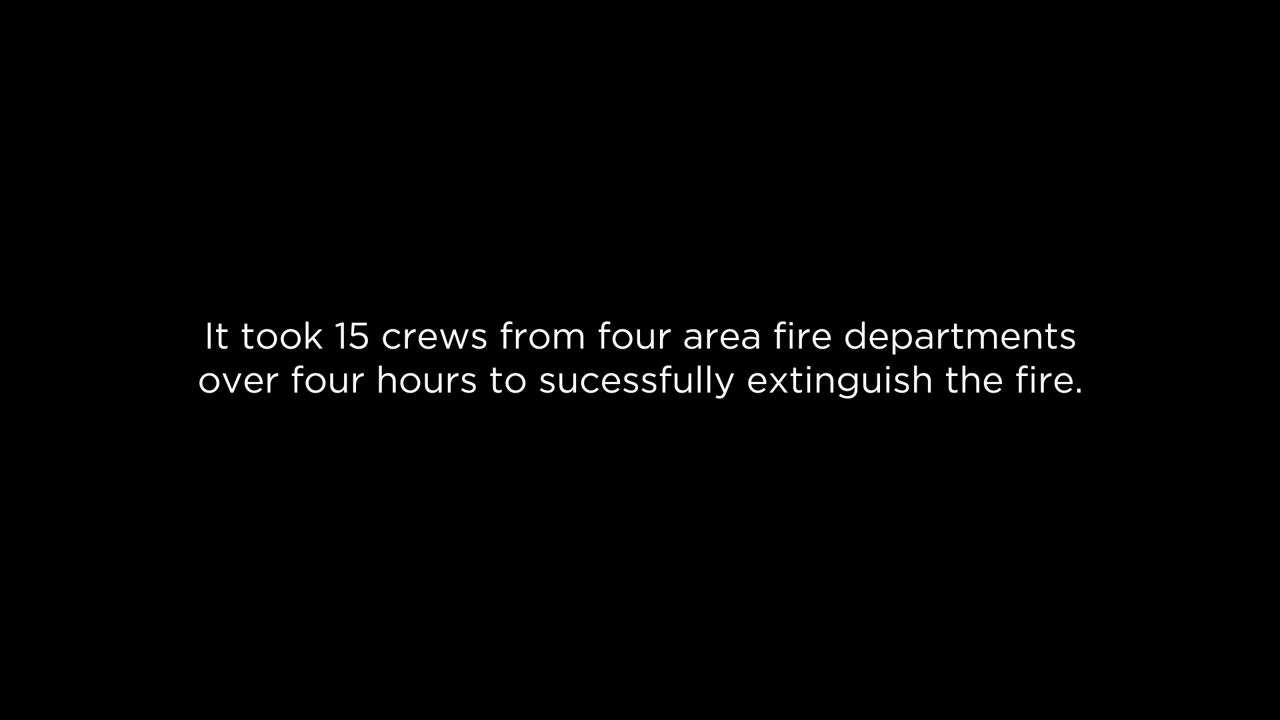 It took 15 crews from four area fire departments
over four hours to sucessfully extinguish the fire.